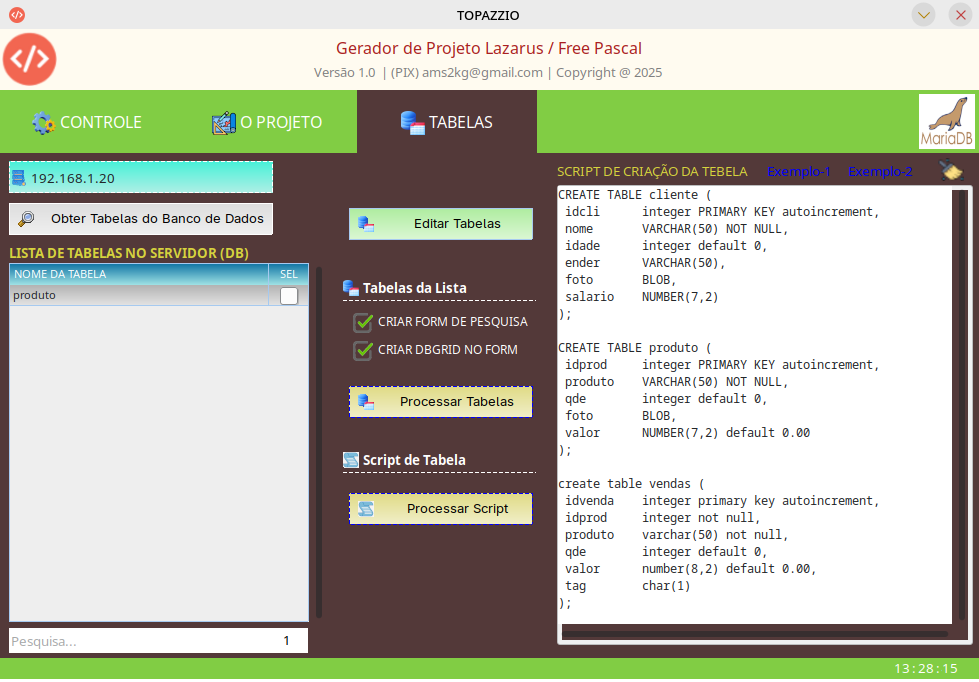 TOPAZZIO
Gerador de Projeto Lazarus / Free Pascal
Versão 1.0 | (PIX) ams2kg@gmail.com | Copyright @ 2025
CONTROLE
O PROJETO
TABELAS
MariaDB
192.168.1.20
Obter Tabelas do Banco de Dados
LISTA DE TABELAS NO SERVIDOR (DB)
NOME DA TABELA SEL
produto
Pesquisa... 1
Editar Tabelas
Tabelas da Lista
CRIAR FORM DE PESQUISA
CRIAR DBGRID NO FORM
Processar Tabelas
Script de Tabela
Processar Script
SCRIPT DE CRIAÇÃO DA TEBELA Exemplo-1 Exemplo-2
CREATE TABLE cliente (
idcli integer PRIMARY KEY autoincrement,
nome VARCHAR(50) NOT NULL,
idade integer default 0,
ender VARCHAR(50),
foto BLOB,
salario NUMBER(7,2)
);
CREATE TABLE produto (
idprod integer PRIMARY KEY autoincrement,
produto VARCHAR(50) NOT NULL,
qde integer default 0,
foto BLOB,
valor NUMBER(7,2) default 0.00
);
create table vendas (
idvenda integer primary key autoincrement,
idprod integer not null,
produto varchar(50) not null,
qde integer default 0,
valor number(8,2) default 0.00,
tag char(1)
);
13:28:15